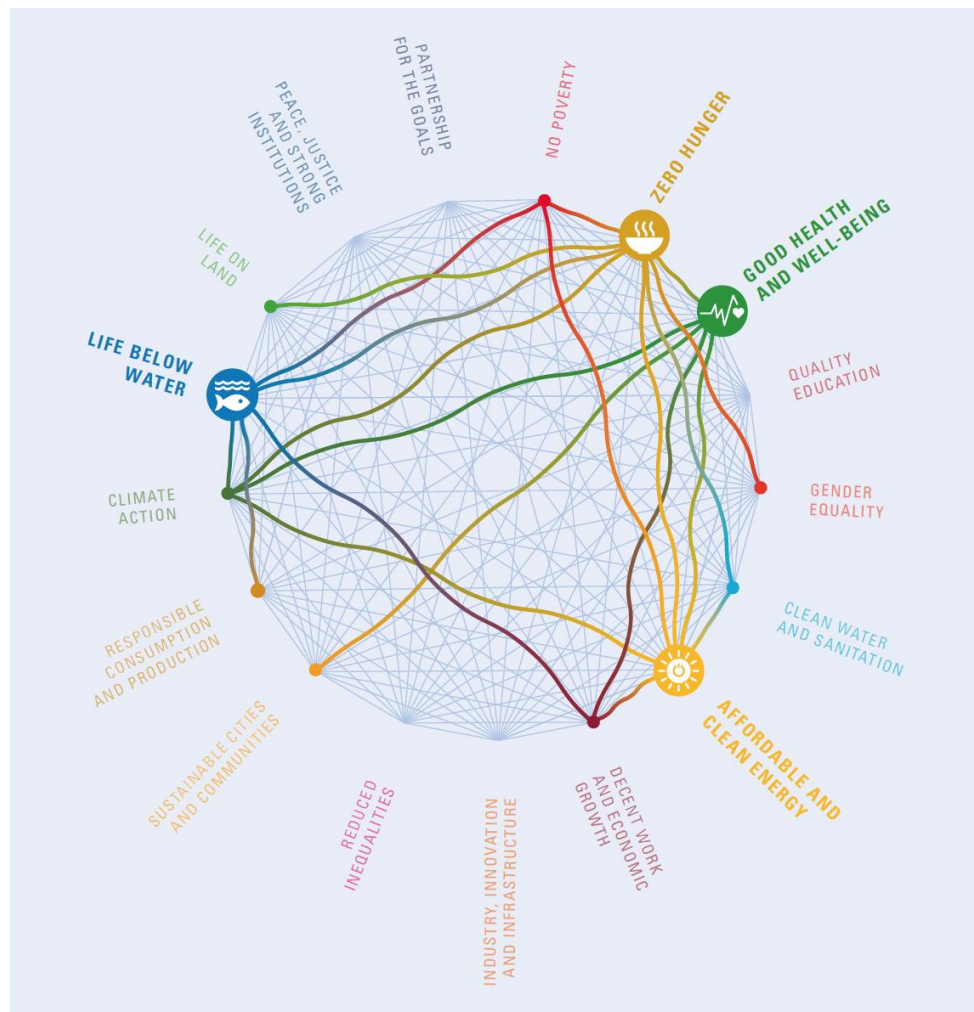 NO POVERTY
ZERO HUNGER
GOOD HEALTH
AND WELL-BEING
QUALITY
EDUCATION
GENDER
EQUALITY
CLEAN WATER
AND SANITATION
AFFORDABLE AND
CLEAN ENERGY
DECENT WORK
AND ECONOMIC
GROWTH
INDUSTRY, INNOVATION
AND INFRASTRUCTURE
REDUCED
INEQUALITIES
SUSTAINABLE CITIES
AND COMMUNITIES
RESPONSIBLE
CONSUMPTION
AND PRODUCTION
CLIMATE
ACTION
LIFE BELOW
WATER
LIFE ON
LAND
PEACE, JUSTICE
AND STRONG
INSTITUTIONS
PARTNERSHIP
FOR THE GOALS